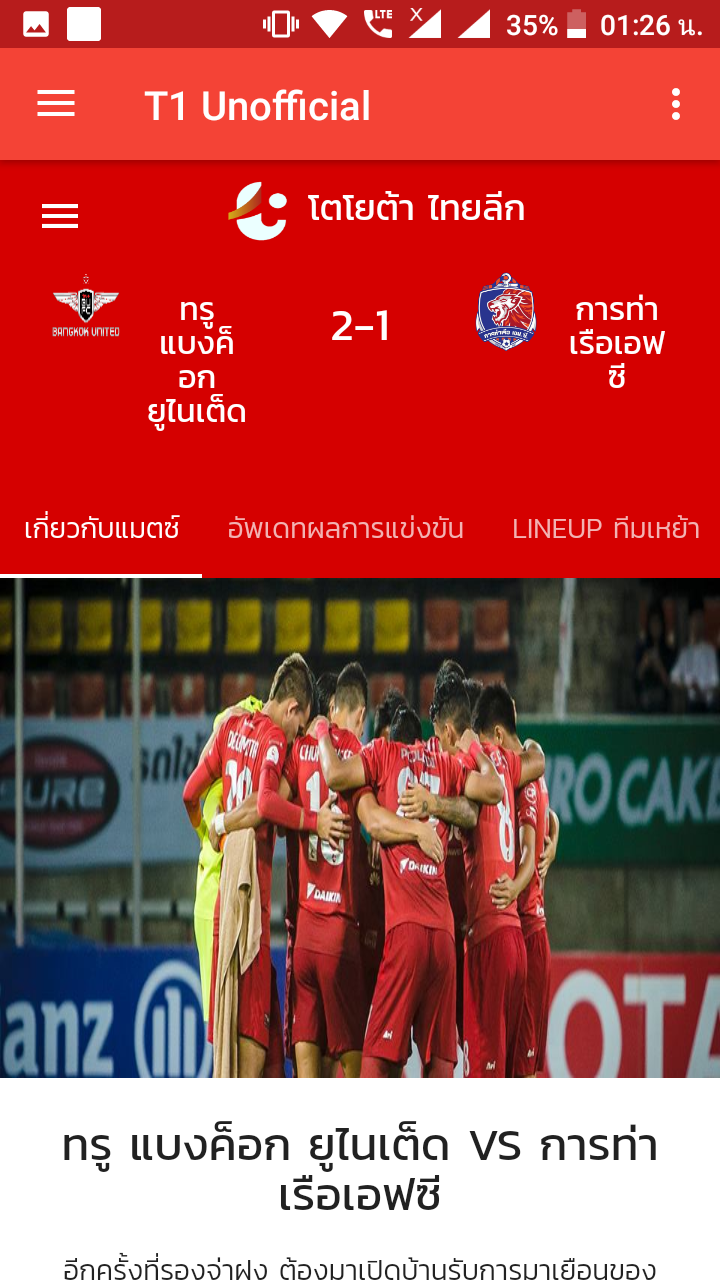 LTE X 35% 01:26 น.
T1 Unofficial
โตโยต้า ไทยลีก
BANGKOK UNITED
ทรู
แบงค็
อก
ยูไนเต็ด
2-1
การท่า
เรือเอฟ
ซี
เกี่ยวกับแมตช์ อัพเดทผลการแข่งขัน LINEUP ทีมเหย้า
SURE
RO CAKE
DAIKIN
DAIKIN
8
anz
OTA
ทรู แบงค็อก ยูไนเต็ด VS การท่า
เรือเอฟซี
อีกครั้งที่รองจ่าฝูง ต้องมาเปิดบ้านรับการมาเยือนของ